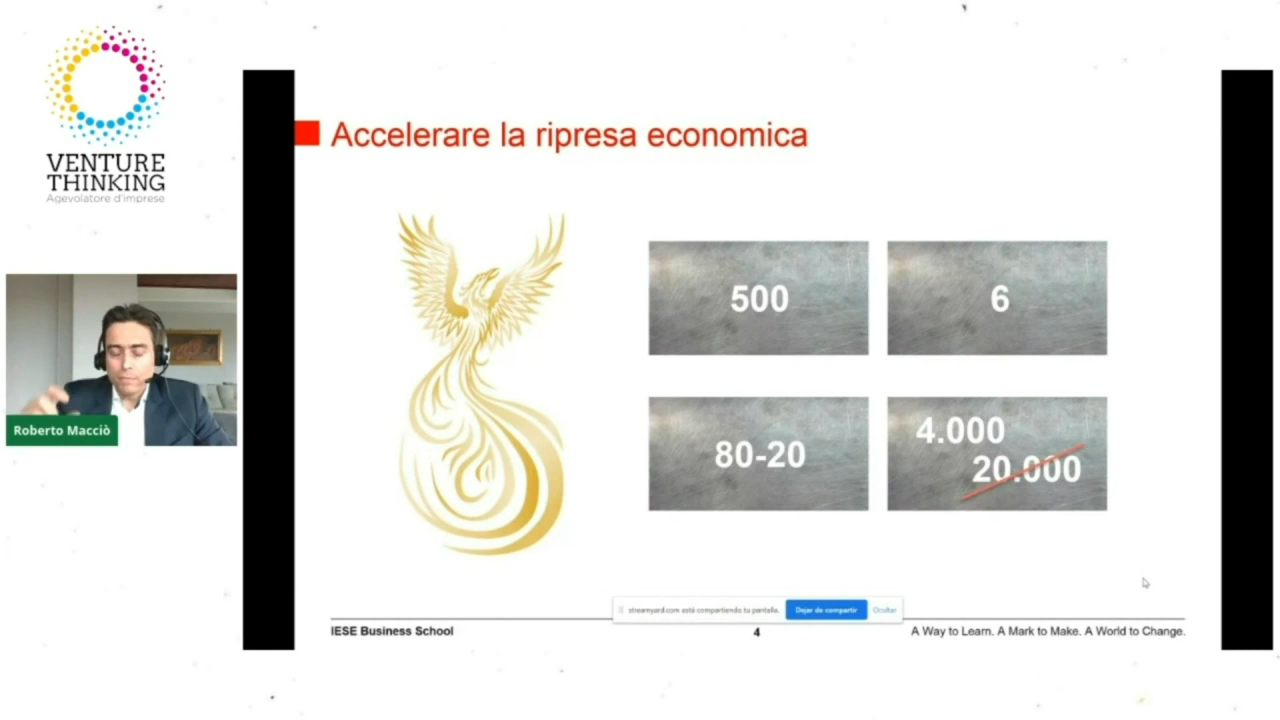 VENTURE
THINKING
Agevolatore d'imprese
Accelerare la ripresa economica
500
6
80-20
4.000
20.000
Roberto Macciò
streamyard.com está compartiendo tu pantalla.
Dejar de compartir
Ocultar
IESE Business School
4
A Way to Learn. A Mark to Make. A World to Change.